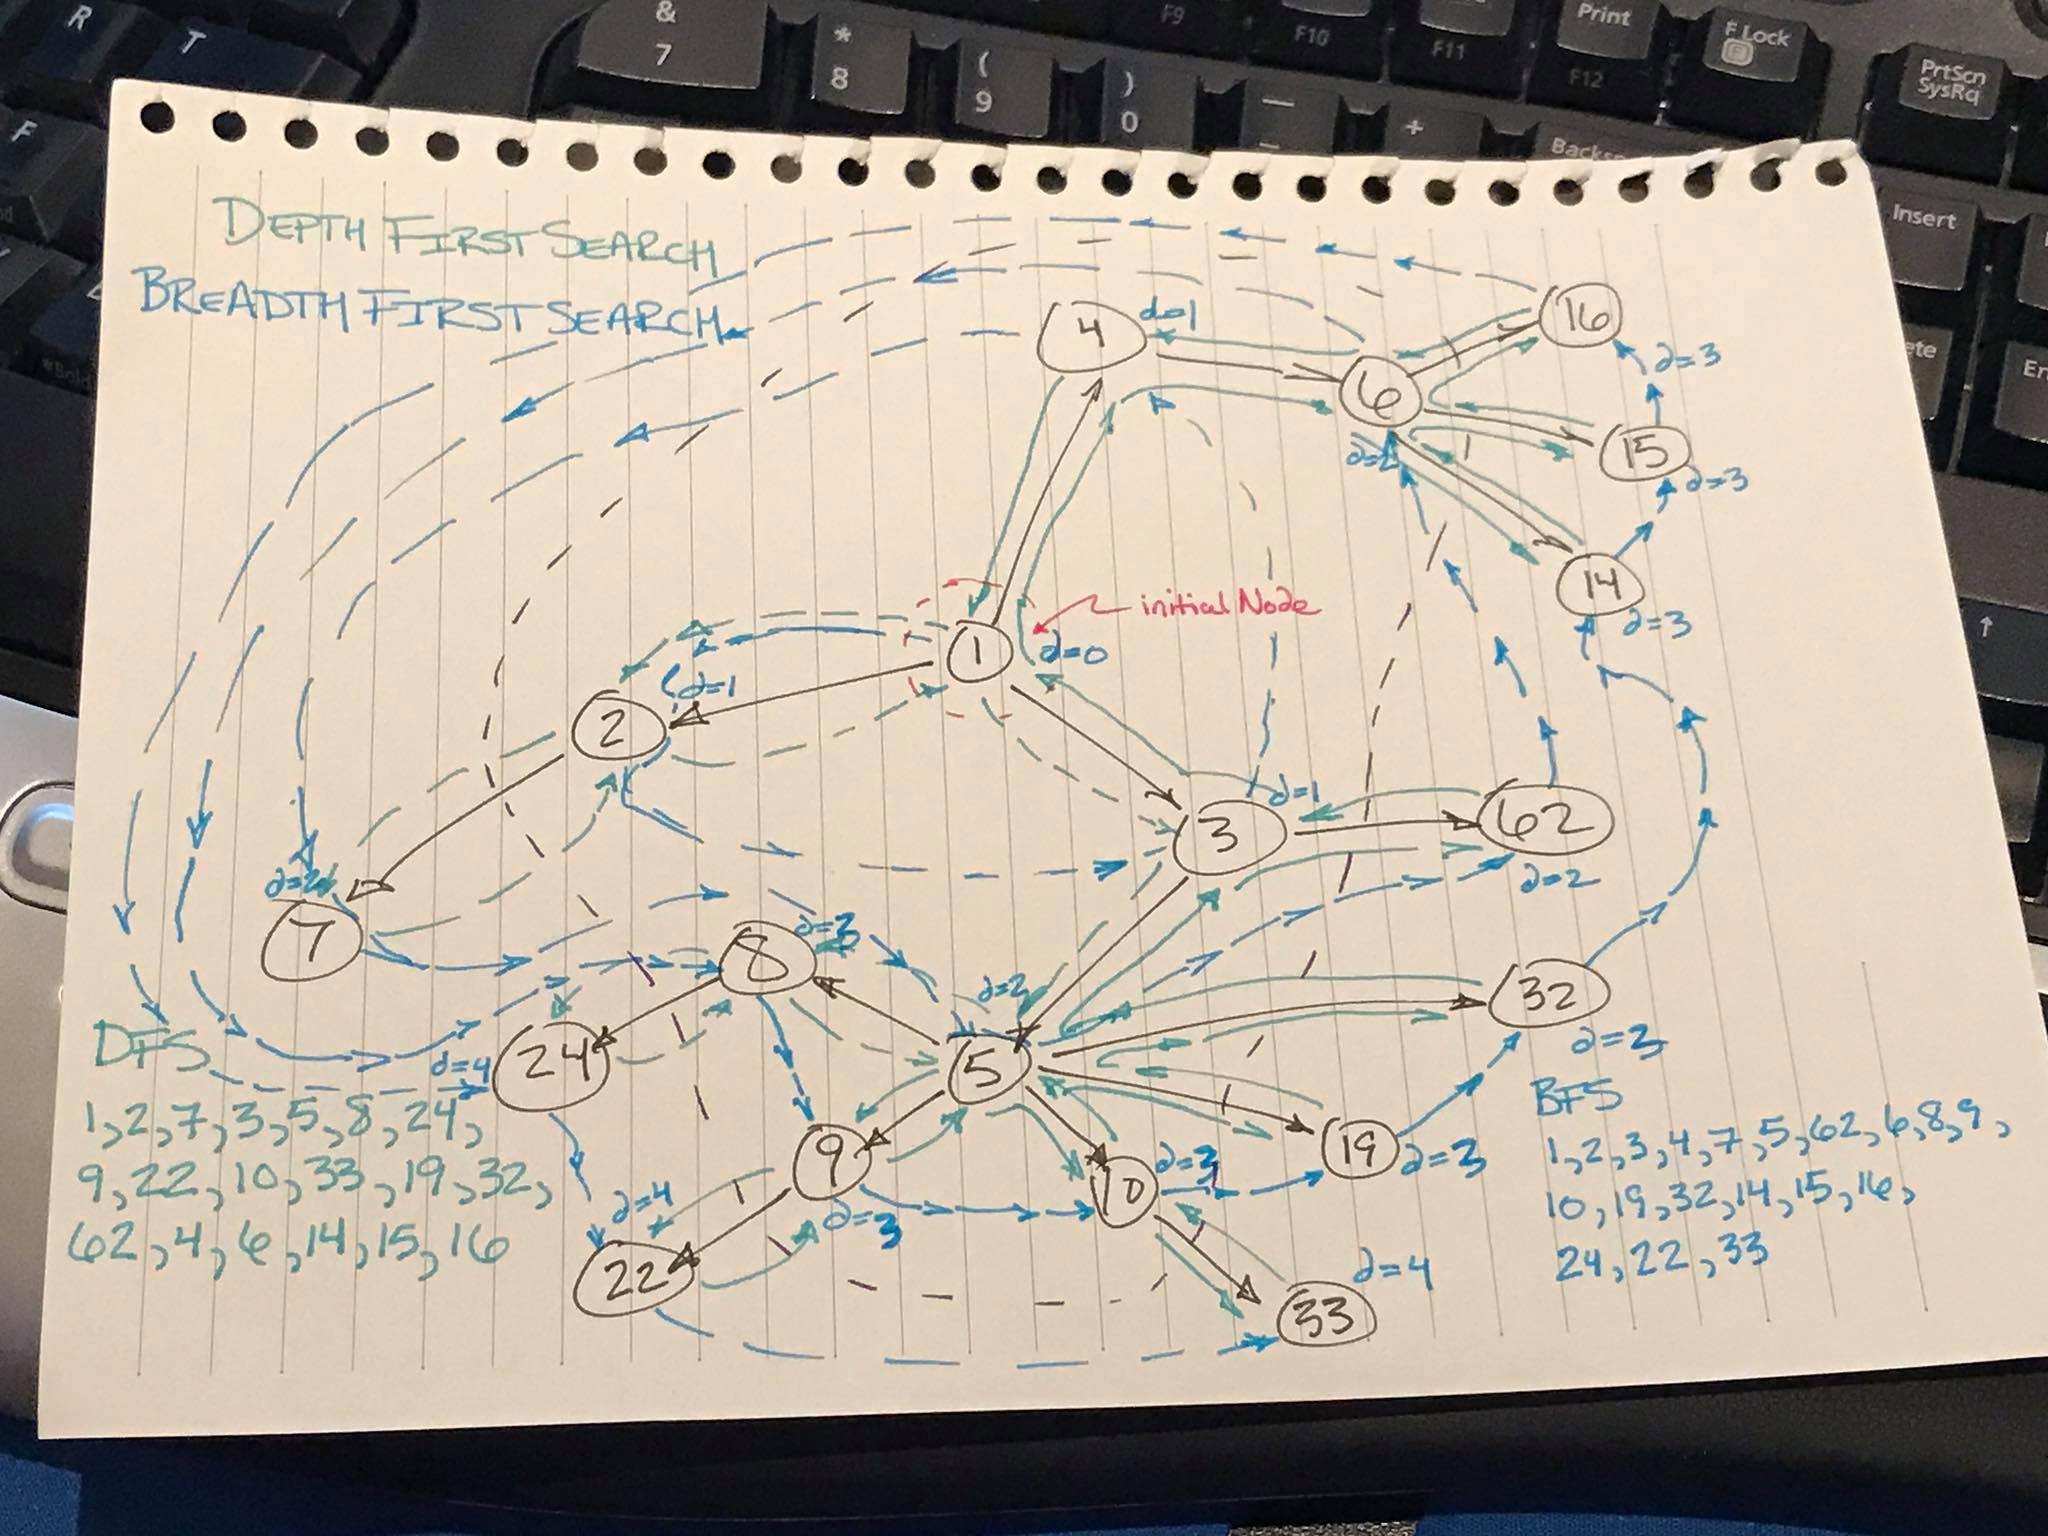 R
T
F
& 7
* 8
( 9
) 0
—
_
+
F9
F10
F11
Print
F12
F Lock
PrtScn
SysRq
Insert
↑
DEPTH FIRST SEARCH
BREADTH FIRST SEARCH
4
d=1
6
d=2
16
d=3
15
d=3
14
d=3
initial Node
1
d=0
2
d=1
3
d=1
62
d=2
7
d=2
8
d=3
5
d=2
32
d=3
24
d=4
9
d=3
10
d=3
19
d=3
22
d=4
33
d=4
DFS
1,2,7,3,5,8,24,
9,22,10,33,19,32,
62,4,6,14,15,16
BFS
1,2,3,4,7,5,62,6,8,9,
10,19,32,14,15,16,
24,22,33